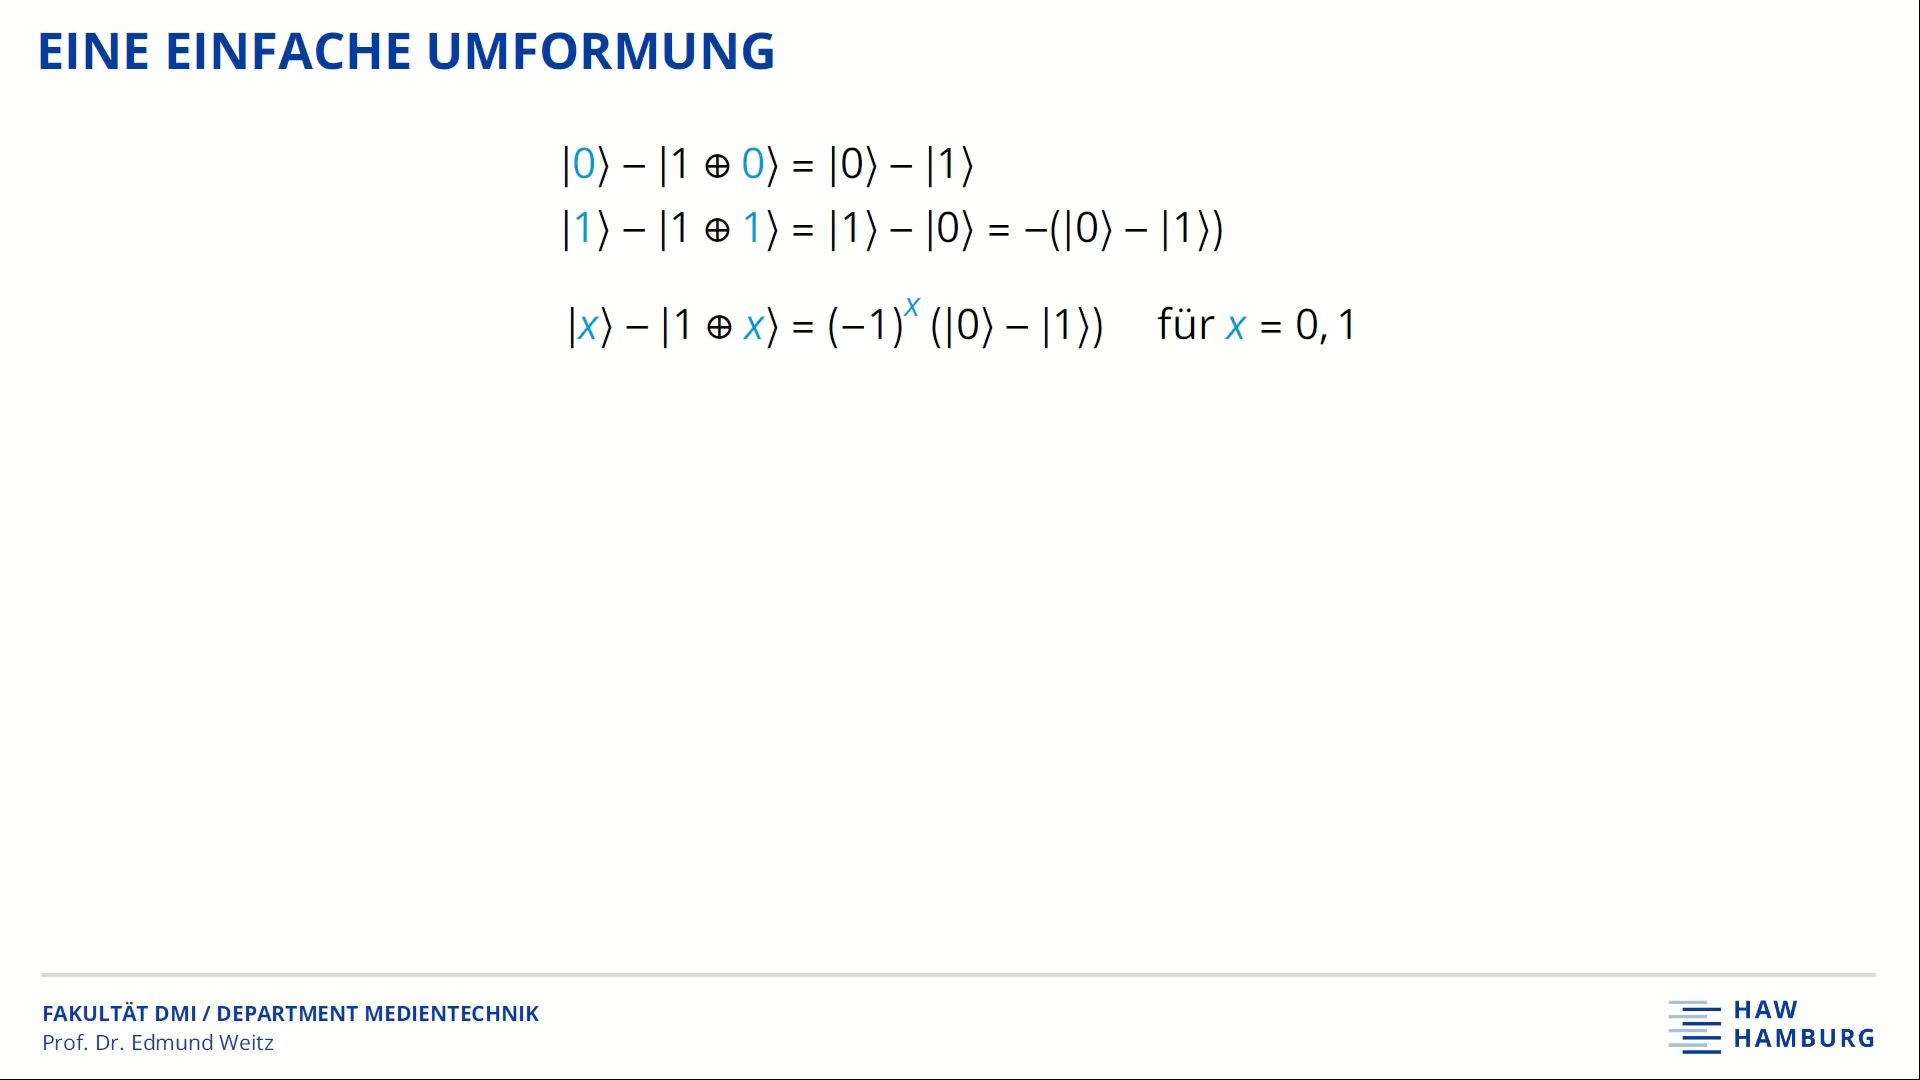 EINE EINFACHE UMFORMUNG
|0⟩ − |1 ⊕ 0⟩ = |0⟩ − |1⟩
|1⟩ − |1 ⊕ 1⟩ = |1⟩ − |0⟩ = −(|0⟩ − |1⟩)
|x⟩ − |1 ⊕ x⟩ = (−1)ˣ (|0⟩ − |1⟩) für x = 0, 1
FAKULTÄT DMI / DEPARTMENT MEDIENTECHNIK
Prof. Dr. Edmund Weitz
HAW
HAMBURG